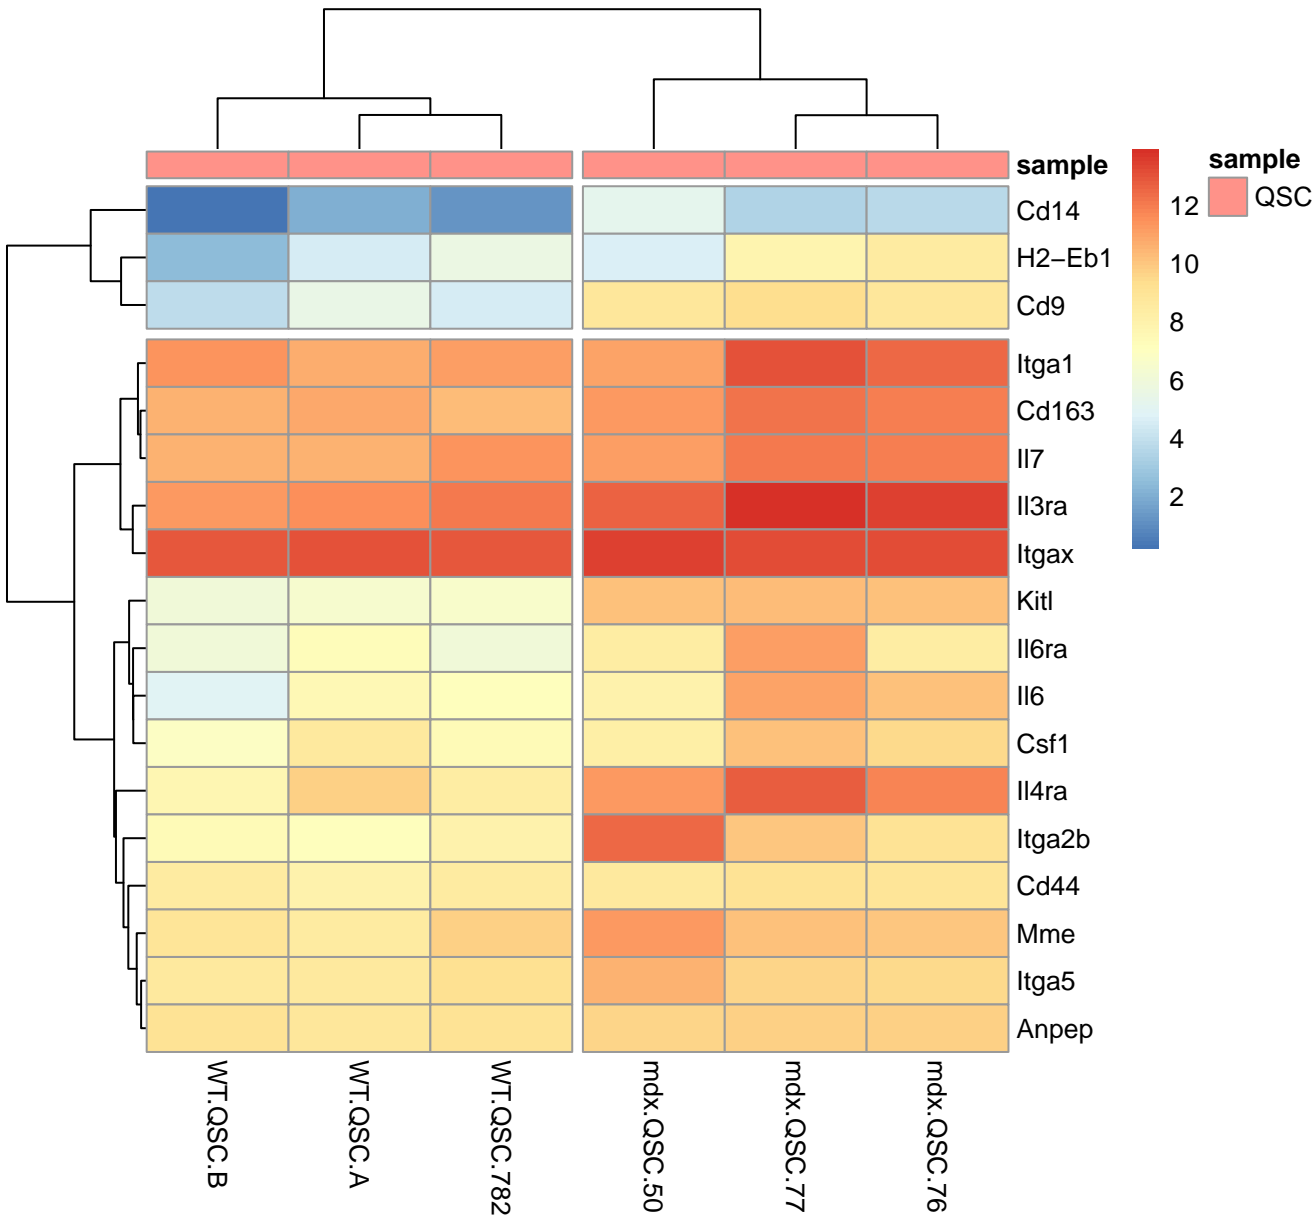 sample
Cd14
H2−Eb1
Cd9
Itga1
Cd163
Il7
Il3ra
Itgax
Kitl
Il6ra
Il6
Csf1
Il4ra
Itga2b
Cd44
Mme
Itga5
Anpep
WT.QSC.B
WT.QSC.A
WT.QSC.782
mdx.QSC.50
mdx.QSC.77
mdx.QSC.76
12
10
8
6
4
2
sample
QSC